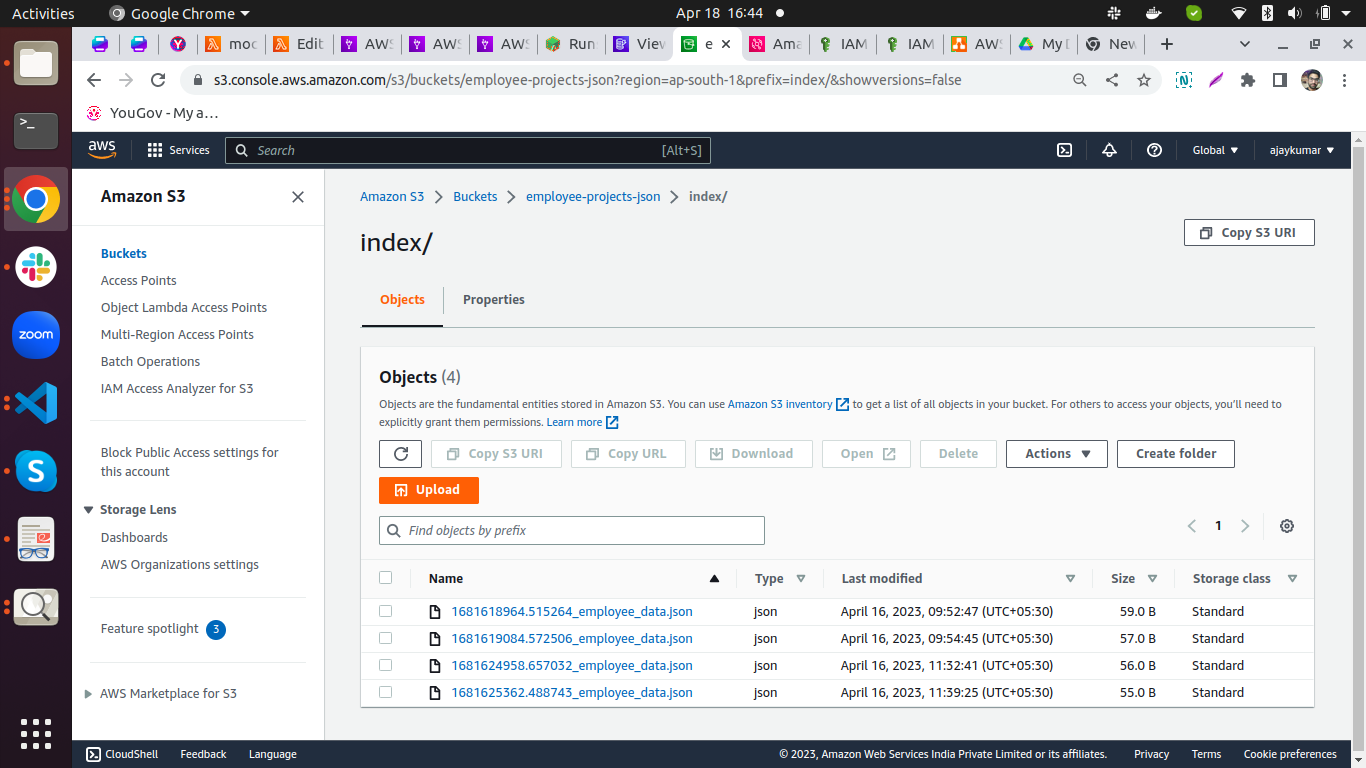 Activities Google Chrome Apr 18 16:44
moc Edit AWS AWS AWS Run View e Ama IAM IAM AWS My D New
s3.console.aws.amazon.com/s3/buckets/employee-projects-json?region=ap-south-1&prefix=index/&showversions=false
YouGov - My a...
aws Services Search [Alt+S] Global ajaykumar
Amazon S3
Buckets
Access Points
Object Lambda Access Points
Multi-Region Access Points
Batch Operations
IAM Access Analyzer for S3
Block Public Access settings for
this account
Storage Lens
Dashboards
AWS Organizations settings
Feature spotlight 3
AWS Marketplace for S3
Amazon S3 Buckets employee-projects-json index/
index/
Copy S3 URI
Objects Properties
Objects (4)
Objects are the fundamental entities stored in Amazon S3. You can use Amazon S3 inventory to get a list of all objects in your bucket. For others to access your objects, you'll need to
explicitly grant them permissions. Learn more
Copy S3 URI Copy URL Download Open Delete Actions Create folder
Upload
Find objects by prefix 1
Name Type Last modified Size Storage class
1681618964.515264_employee_data.json json April 16, 2023, 09:52:47 (UTC+05:30) 59.0 B Standard
1681619084.572506_employee_data.json json April 16, 2023, 09:54:45 (UTC+05:30) 57.0 B Standard
1681624958.657032_employee_data.json json April 16, 2023, 11:32:41 (UTC+05:30) 56.0 B Standard
1681625362.488743_employee_data.json json April 16, 2023, 11:39:25 (UTC+05:30) 55.0 B Standard
zoom
CloudShell Feedback Language © 2023, Amazon Web Services India Private Limited or its affiliates. Privacy Terms Cookie preferences